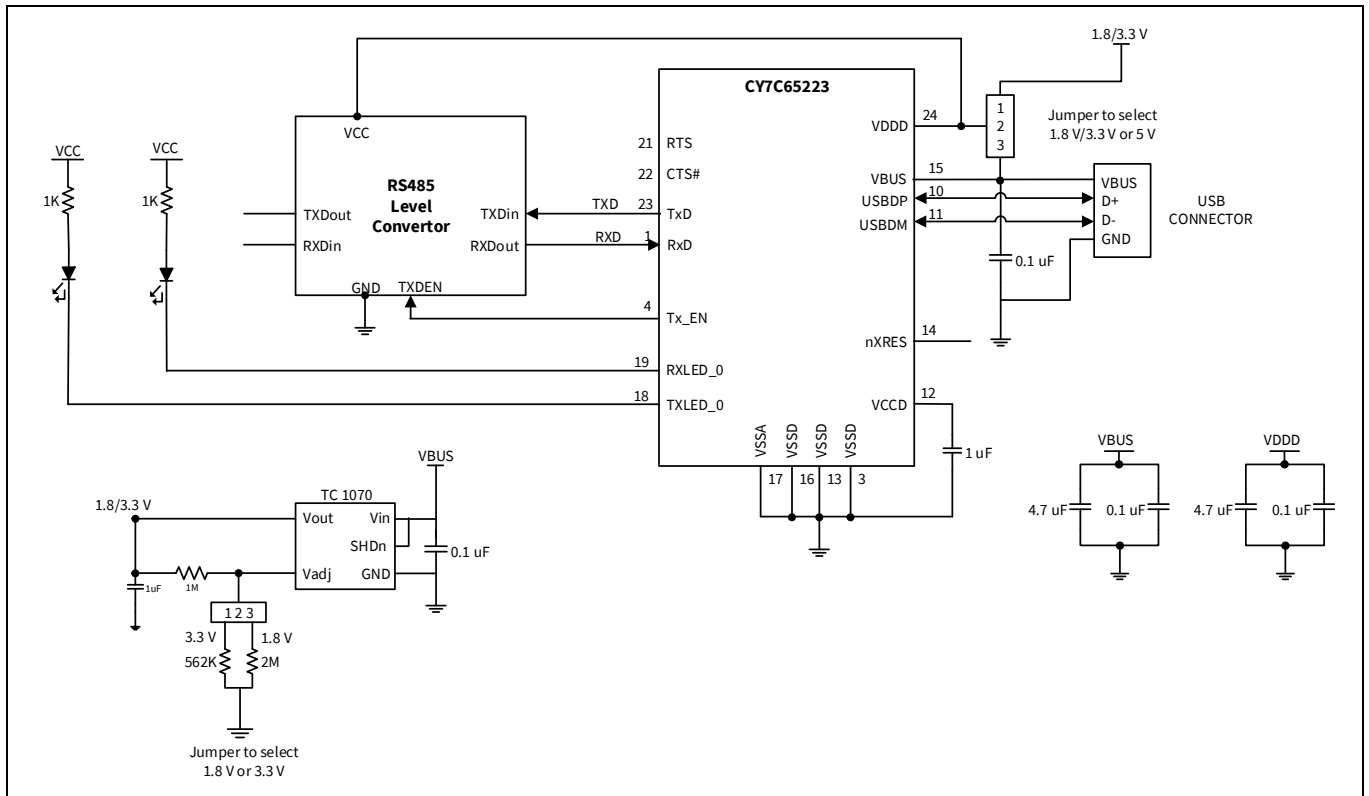 1.8/3.3 V
CY7C65223
Jumper to select
1.8 V/3.3 V or 5 V
1
2
3
24
VDDD
VCC
RS485
Level
Convertor
TXDout
RXDin
TXDin
RXDout
GND
TXDEN
VCC
VCC
1K
1K
21
RTS
22
CTS#
TXD
23
TxD
RXD
1
RxD
4
Tx_EN
19
RXLED_0
18
TXLED_0
15
VBUS
10
USBDP
11
USBDM
VBUS
D+
D-
GND
USB
CONNECTOR
0.1 uF
14
nXRES
12
VCCD
1 uF
VSSA
VSSD
VSSD
VSSD
17
16
13
3
VBUS
4.7 uF
0.1 uF
VDDD
4.7 uF
0.1 uF
VBUS
TC 1070
1.8/3.3 V
Vout
Vin
SHDn
Vadj
GND
0.1 uF
1uF
1M
1 2 3
3.3 V
1.8 V
562K
2M
Jumper to select
1.8 V or 3.3 V